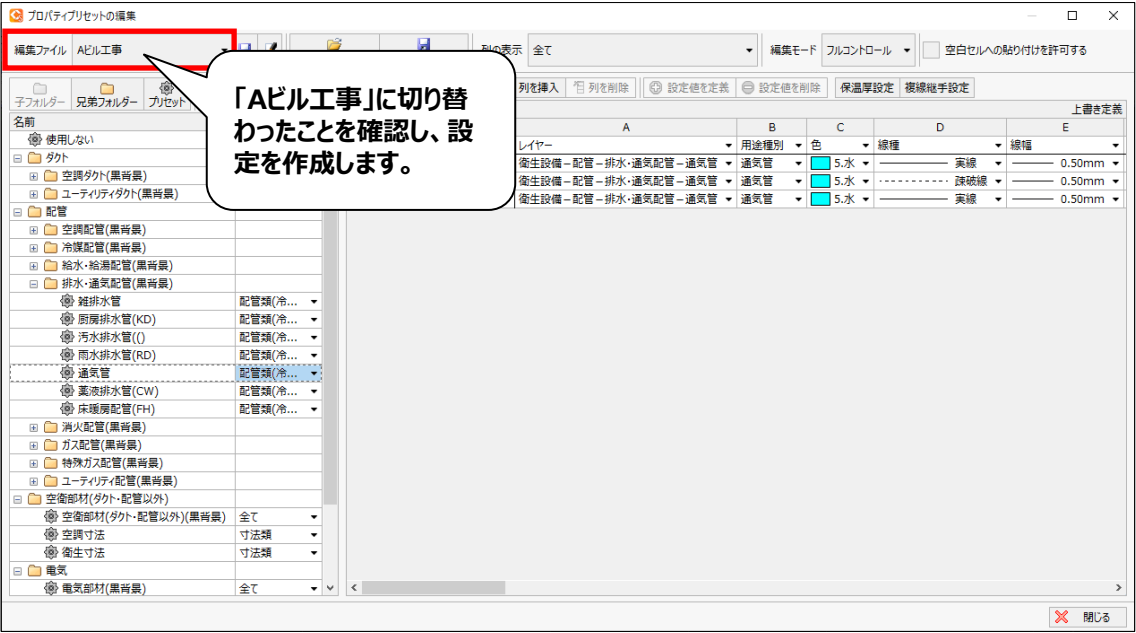 プロパティプリセットの編集
編集ファイル Aビル工事
列の表示 全て
編集モード フルコントロール
空白セルへの貼り付けを許可する
「Aビル工事」に切り替
わったことを確認し、設
定を作成します。
子フォルダー 兄弟フォルダー プリセット
列を挿入 列を削除 設定値を定義 設定値を削除 保温厚設定 複線継手設定
上書き定義
名前
A B C D E
レイヤー 用途種別 色 線種 線幅
衛生設備－配管－排水・通気配管－通気管 通気管 5.水 実線 0.50mm
衛生設備－配管－排水・通気配管－通気管 通気管 5.水 疎破線 0.50mm
衛生設備－配管－排水・通気配管－通気管 通気管 5.水 実線 0.50mm
使用しない
ダクト
空調ダクト(黒背景)
ユーティリティダクト(黒背景)
配管
空調配管(黒背景)
冷媒配管(黒背景)
給水・給湯配管(黒背景)
排水・通気配管(黒背景)
雑排水管 配管類(冷...
厨房排水管(KD) 配管類(冷...
汚水排水管(() 配管類(冷...
雨水排水管(RD) 配管類(冷...
通気管 配管類(冷...
薬液排水管(CW) 配管類(冷...
床暖房配管(FH) 配管類(冷...
消火配管(黒背景)
ガス配管(黒背景)
特殊ガス配管(黒背景)
ユーティリティ配管(黒背景)
空衛部材(ダクト・配管以外)
空衛部材(ダクト・配管以外)(黒背景) 全て
空調寸法 寸法類
衛生寸法 寸法類
電気
電気部材(黒背景) 全て
閉じる